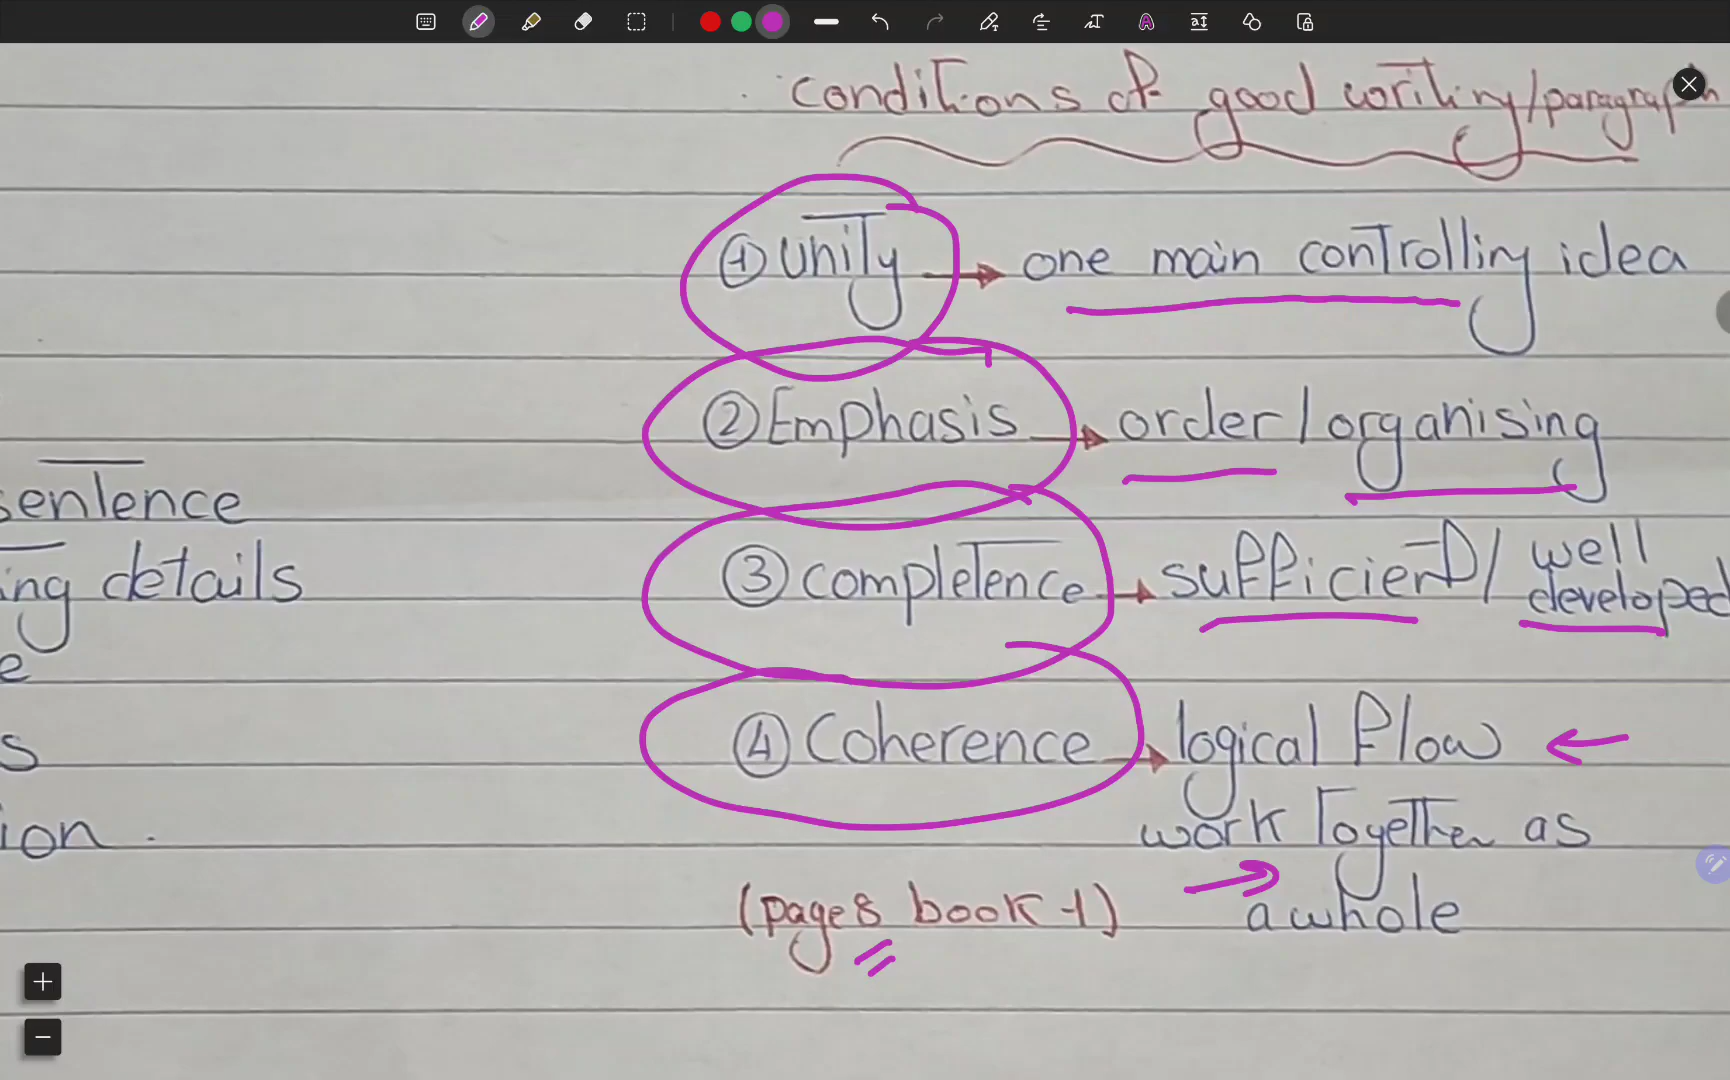 conditions of good writing/paragraph
① unity → one main controlling idea
② Emphasis → order / organising
sentence
③ completence → sufficient / well developed
ing details
e
④ Coherence → logical flow
s
work together as
ion.
a whole
(page 8 book 1)